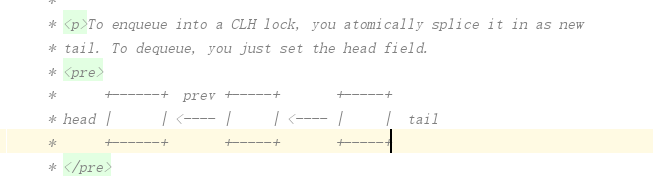 *
* <p>To enqueue into a CLH lock, you atomically splice it in as new
* tail. To dequeue, you just set the head field.
* <pre>
*      +------+  prev +-----+       +-----+
* head |      | <---- |     | <---- |     |  tail
*      +------+       +-----+       +-----+
* </pre>